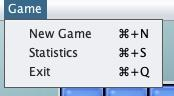 Game
New Game ⌘+N
Statistics ⌘+S
Exit ⌘+Q